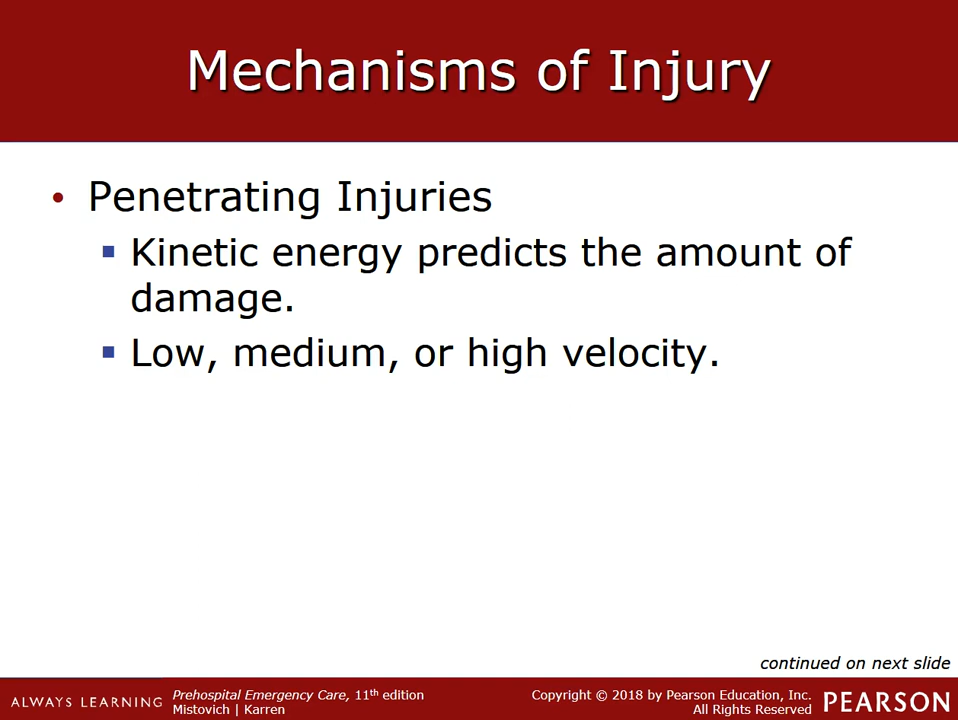 Mechanisms of Injury
• Penetrating Injuries
▪ Kinetic energy predicts the amount of
damage.
▪ Low, medium, or high velocity.
continued on next slide
ALWAYS LEARNING
Prehospital Emergency Care, 11th edition
Mistovich | Karren
Copyright © 2018 by Pearson Education, Inc.
All Rights Reserved
PEARSON